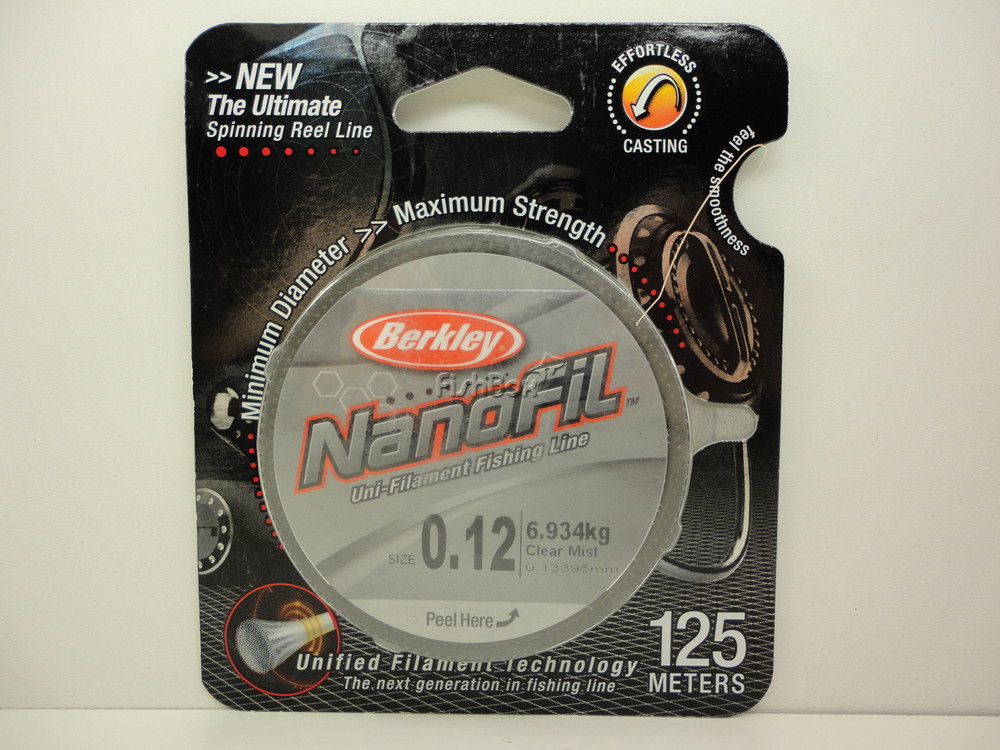 >> NEW
The Ultimate
Spinning Reel Line
EFFORTLESS
CASTING
feel the smoothness
Minimum Diameter >> Maximum Strength
Berkley
FishBox
NanoFil™
Uni-Filament Fishing Line
SIZE 0.12
6.934kg
Clear Mist
0.13395mm
Peel Here
125
METERS
Unified Filament Technology
The next generation in fishing line